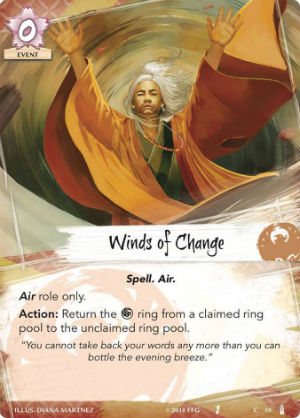 0
EVENT
Winds of Change
Spell. Air.
Air role only.
Action: Return the ring from a claimed ring
pool to the unclaimed ring pool.
"You cannot take back your words any more than you can
bottle the evening breeze."
ILLUS. DIANA MARTNEZ
©2018 FFG
C 19